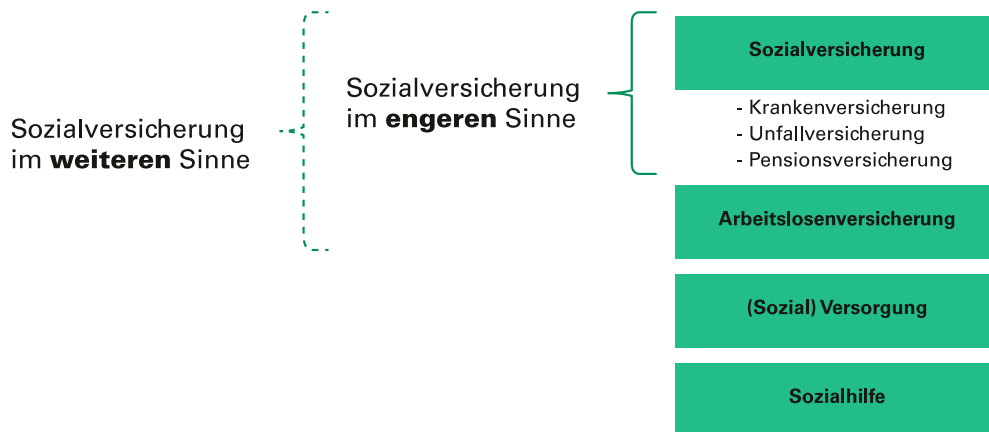 Sozialversicherung
im weiteren Sinne
Sozialversicherung
im engeren Sinne
Sozialversicherung
- Krankenversicherung
- Unfallversicherung
- Pensionsversicherung
Arbeitslosenversicherung
(Sozial) Versorgung
Sozialhilfe